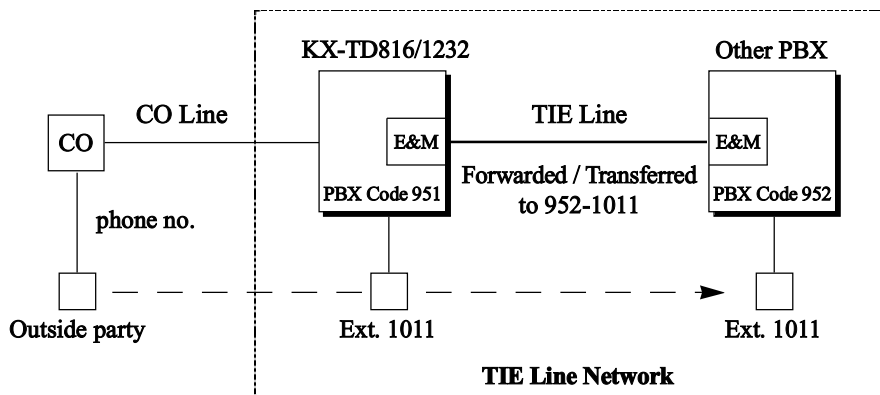 KX-TD816/1232
Other PBX
CO Line
TIE Line
CO
E&M
E&M
Forwarded / Transferred
to 952-1011
PBX Code 951
PBX Code 952
phone no.
Outside party
Ext. 1011
Ext. 1011
TIE Line Network